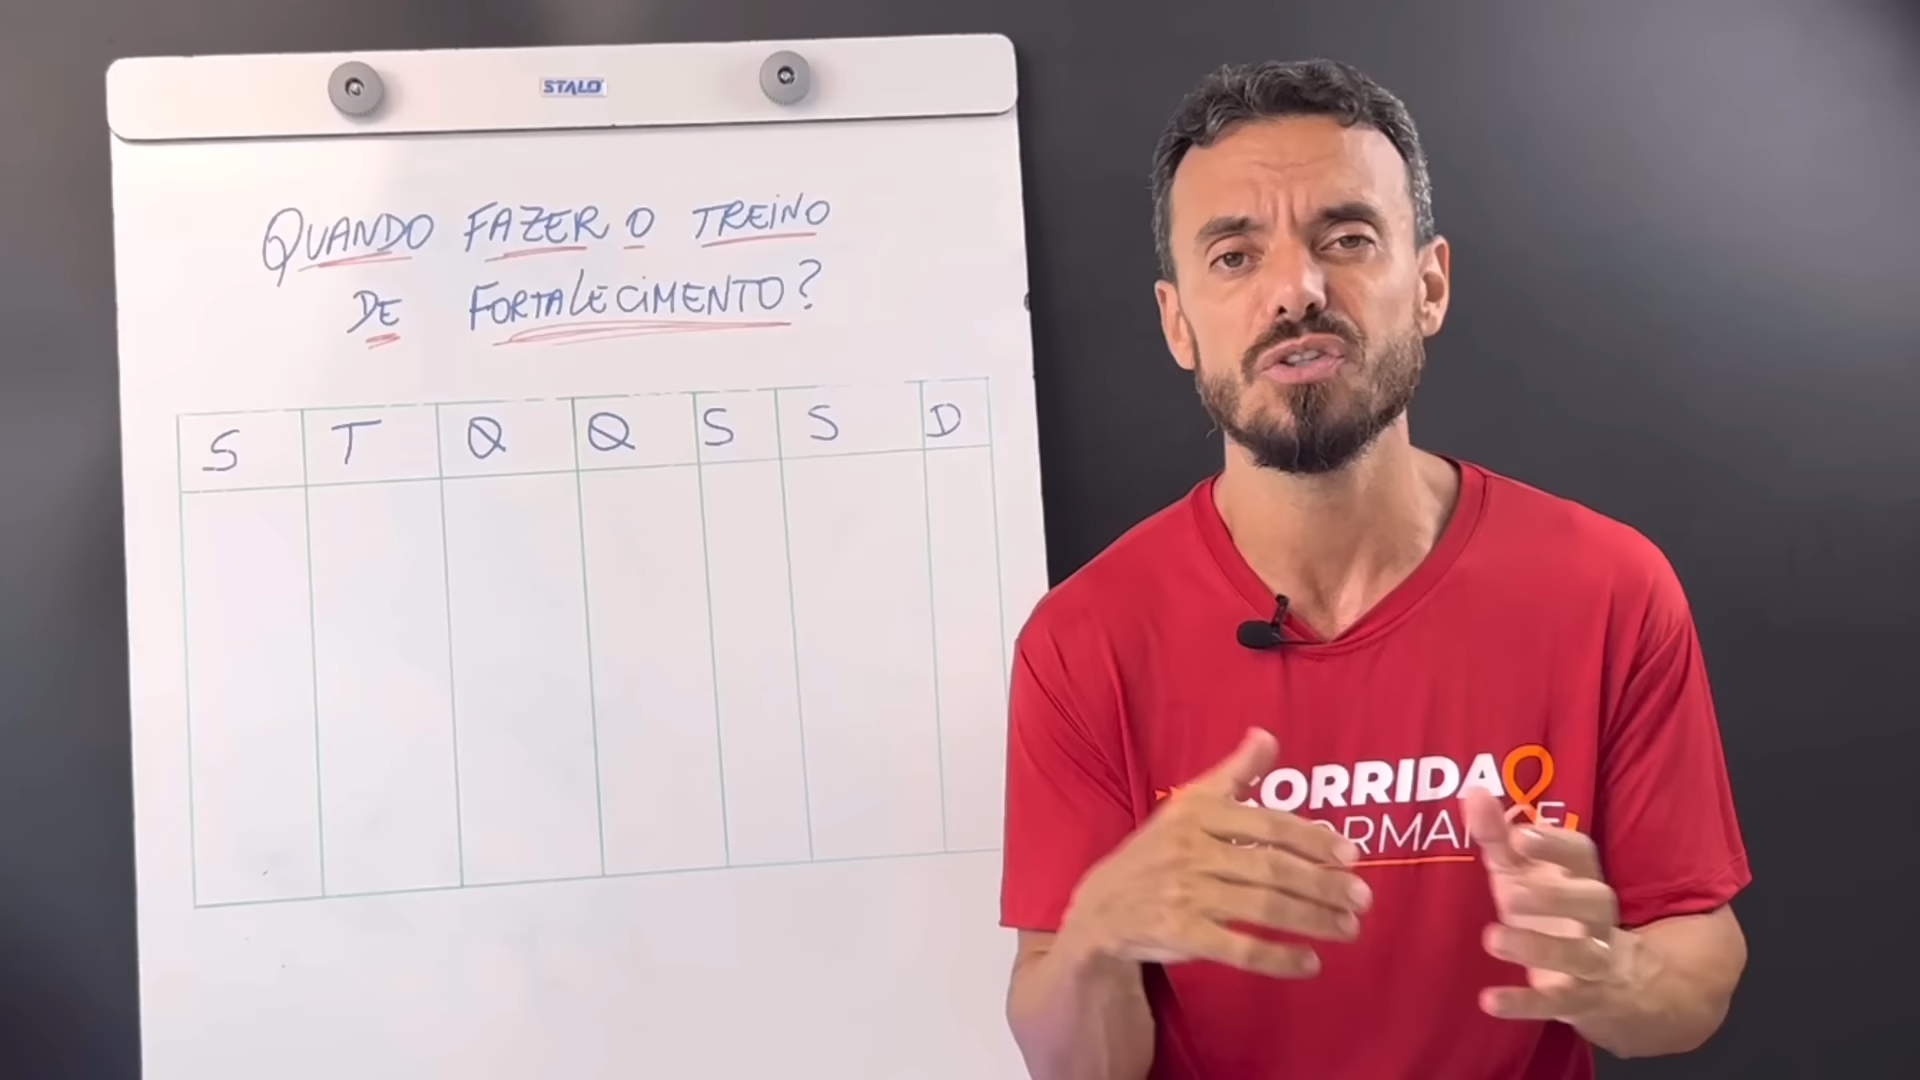 STALO
QUANDO FAZER O TREINO
DE FORTALECIMENTO?
S T Q Q S S D
CORRIDA